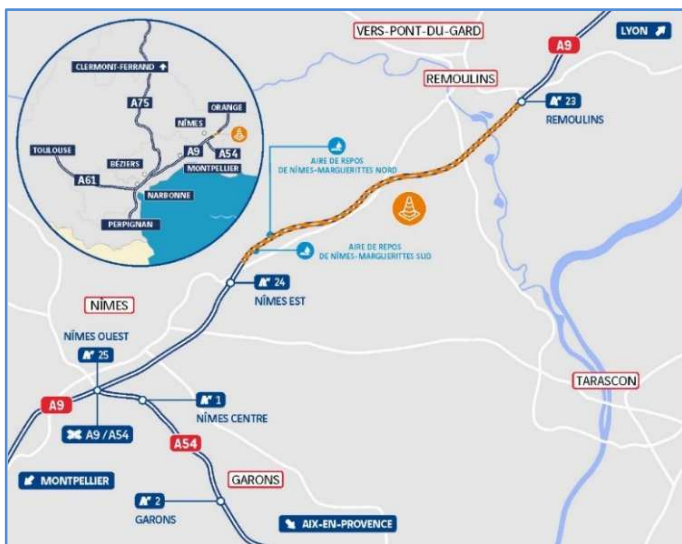 VERS-PONT-DU-GARD
A9
LYON
REMOULINS
23
REMOULINS
CLERMONT-FERRAND
A75
ORANGE
NÎMES
TOULOUSE
A9
A54
BÉZIERS
MONTPELLIER
A61
NARBONNE
PERPIGNAN
AIRE DE REPOS
DE NÎMES-MARGUERITTES NORD
AIRE DE REPOS
DE NÎMES-MARGUERITTES SUD
24
NÎMES EST
NÎMES
NÎMES OUEST
25
1
NÎMES CENTRE
TARASCON
A9
A9/A54
A54
MONTPELLIER
GARONS
2
GARONS
AIX-EN-PROVENCE